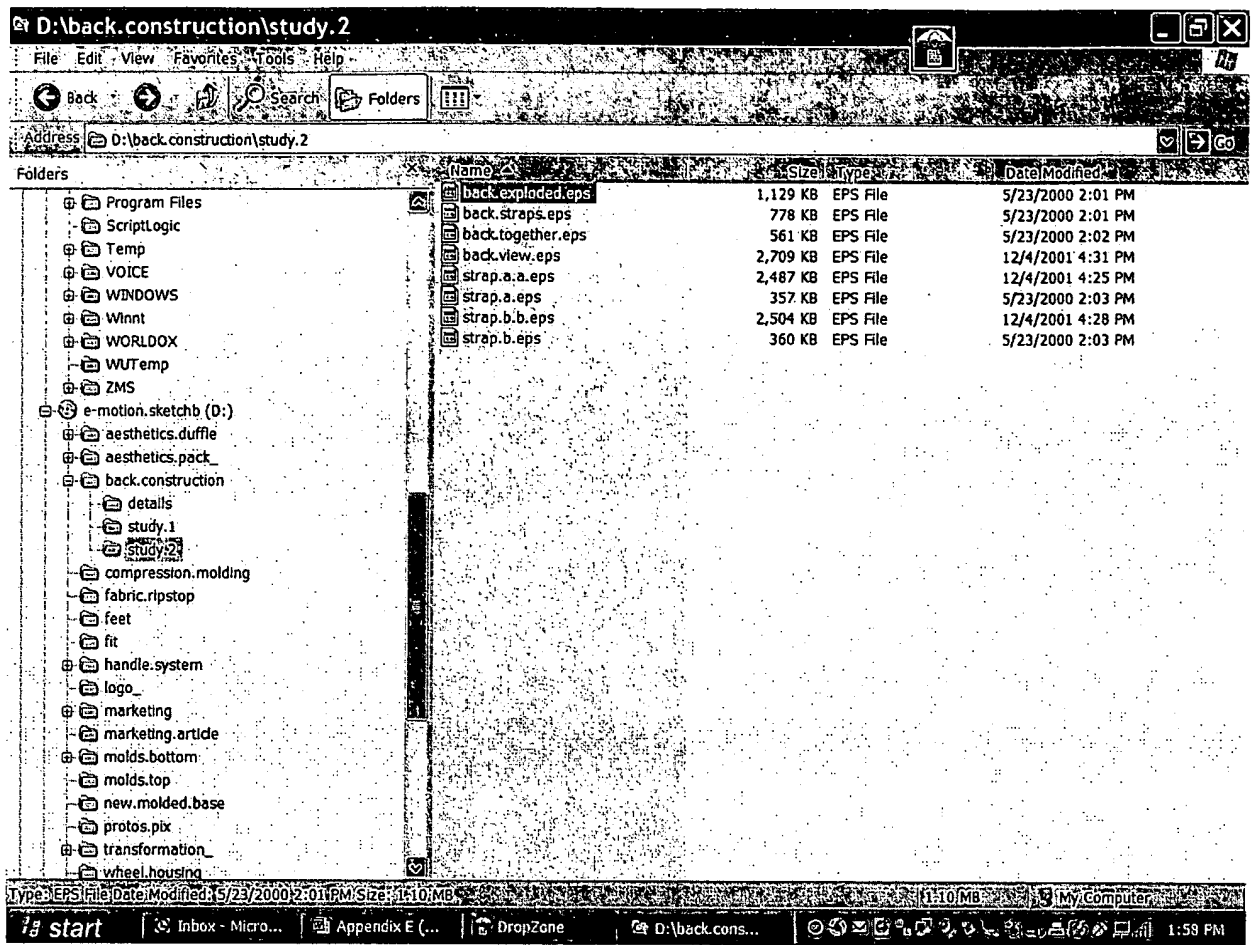 D:\back.construction\study.2
File Edit View Favorites Tools Help
Back Search Folders
Address D:\back.construction\study.2 Go
Folders
Program Files
ScriptLogic
Temp
VOICE
WINDOWS
Winnt
WORLDOX
WUTemp
ZMS
e-motion.sketchb (D:)
aesthetics.duffle
aesthetics.pack_
back.construction
details
study.1
study.2
compression.molding
fabric.ripstop
feet
fit
handle.system
logo_
marketing
marketing.article
molds.bottom
molds.top
new.molded.base
protos.pix
transformation_
wheel.housing
Name Size Type Date Modified
back.exploded.eps 1,129 KB EPS File 5/23/2000 2:01 PM
back.straps.eps 778 KB EPS File 5/23/2000 2:01 PM
back.together.eps 561 KB EPS File 5/23/2000 2:02 PM
back.view.eps 2,709 KB EPS File 12/4/2001 4:31 PM
strap.a.a.eps 2,487 KB EPS File 12/4/2001 4:25 PM
strap.a.eps 357 KB EPS File 5/23/2000 2:03 PM
strap.b.b.eps 2,504 KB EPS File 12/4/2001 4:28 PM
strap.b.eps 360 KB EPS File 5/23/2000 2:03 PM
Type: EPS File Date Modified: 5/23/2000 2:01 PM Size: 1.10 MB 1.10 MB My Computer
start Inbox - Micro... Appendix E (... DropZone D:\back.cons... 1:58 PM